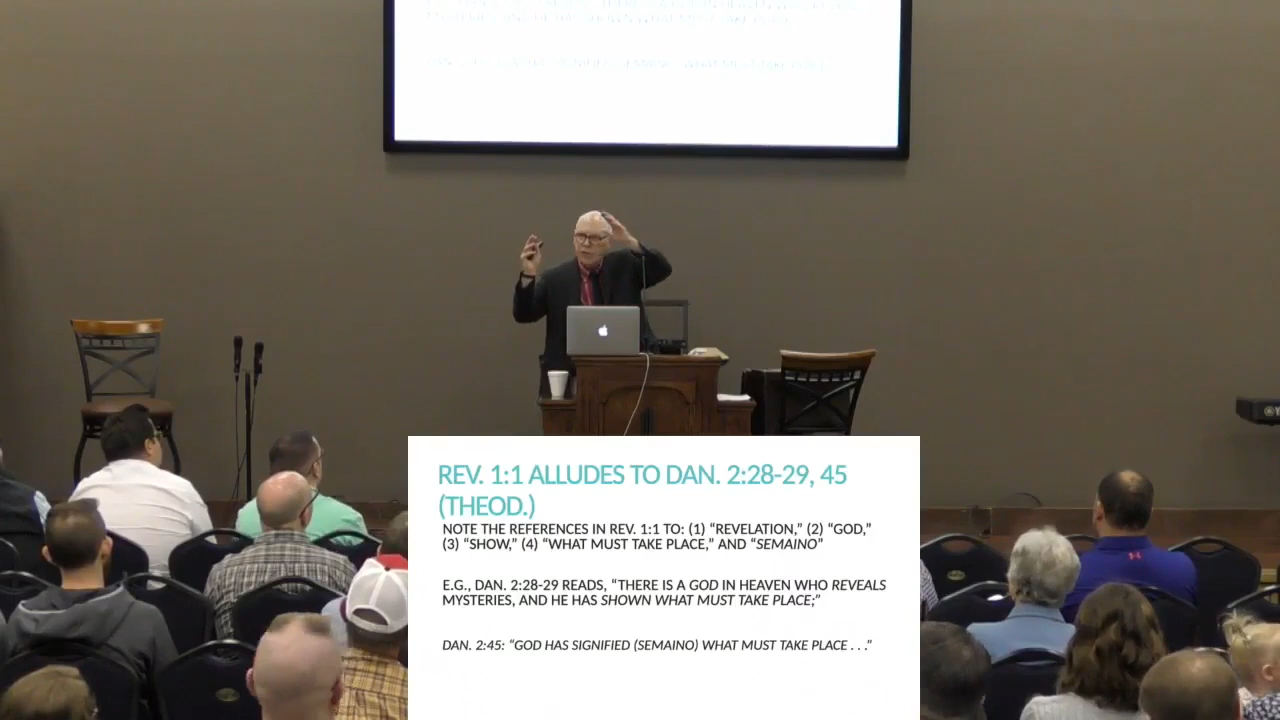 REV. 1:1 ALLUDES TO DAN. 2:28-29, 45
(THEOD.)
NOTE THE REFERENCES IN REV. 1:1 TO: (1) “REVELATION,” (2) “GOD,”
(3) “SHOW,” (4) “WHAT MUST TAKE PLACE,” AND “SEMAINO”
E.G., DAN. 2:28-29 READS, “THERE IS A GOD IN HEAVEN WHO REVEALS
MYSTERIES, AND HE HAS SHOWN WHAT MUST TAKE PLACE;”
DAN. 2:45: “GOD HAS SIGNIFIED (SEMAINO) WHAT MUST TAKE PLACE . . .”